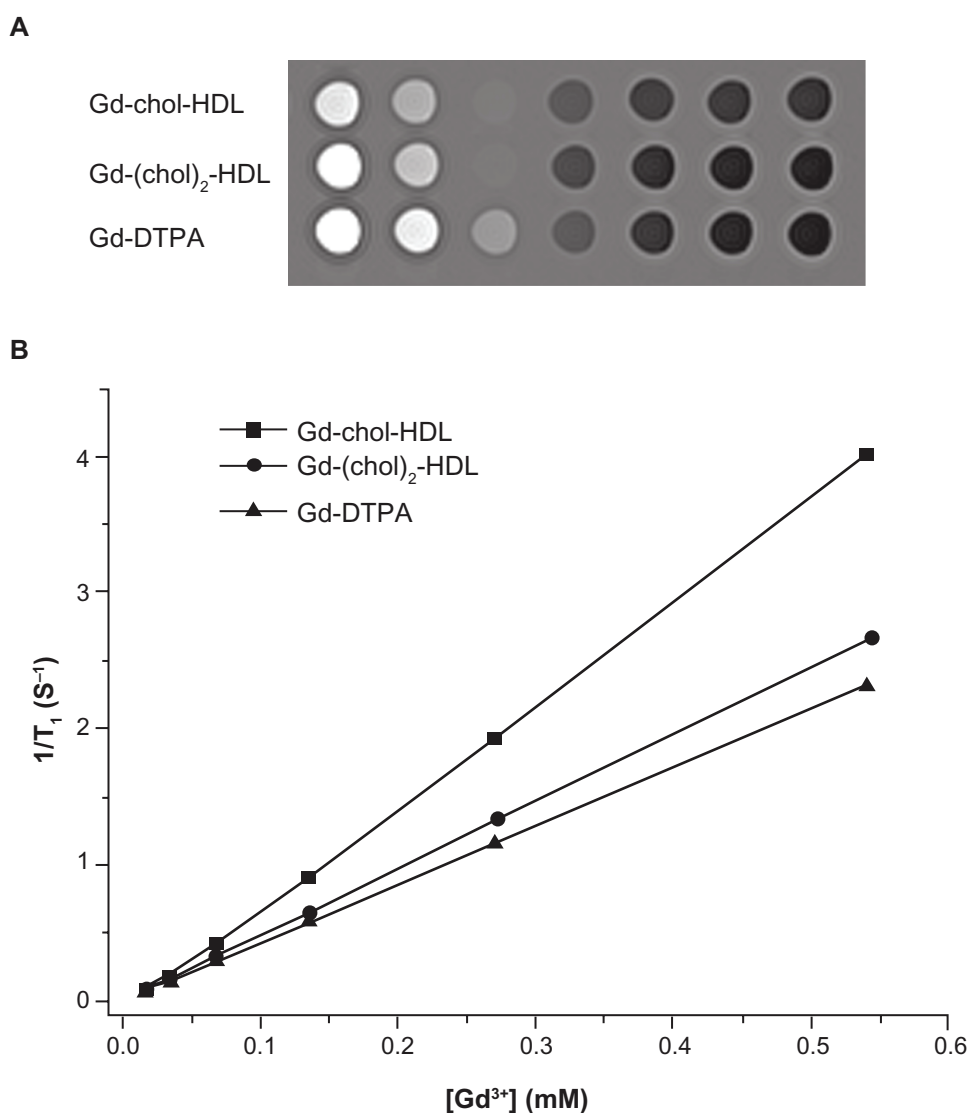 A
Gd-chol-HDL
Gd-(chol)₂-HDL
Gd-DTPA
B
Gd-chol-HDL
Gd-(chol)₂-HDL
Gd-DTPA
4
3
2
1
0
1/T₁ (S⁻¹)
0.0 0.1 0.2 0.3 0.4 0.5 0.6
[Gd³⁺] (mM)